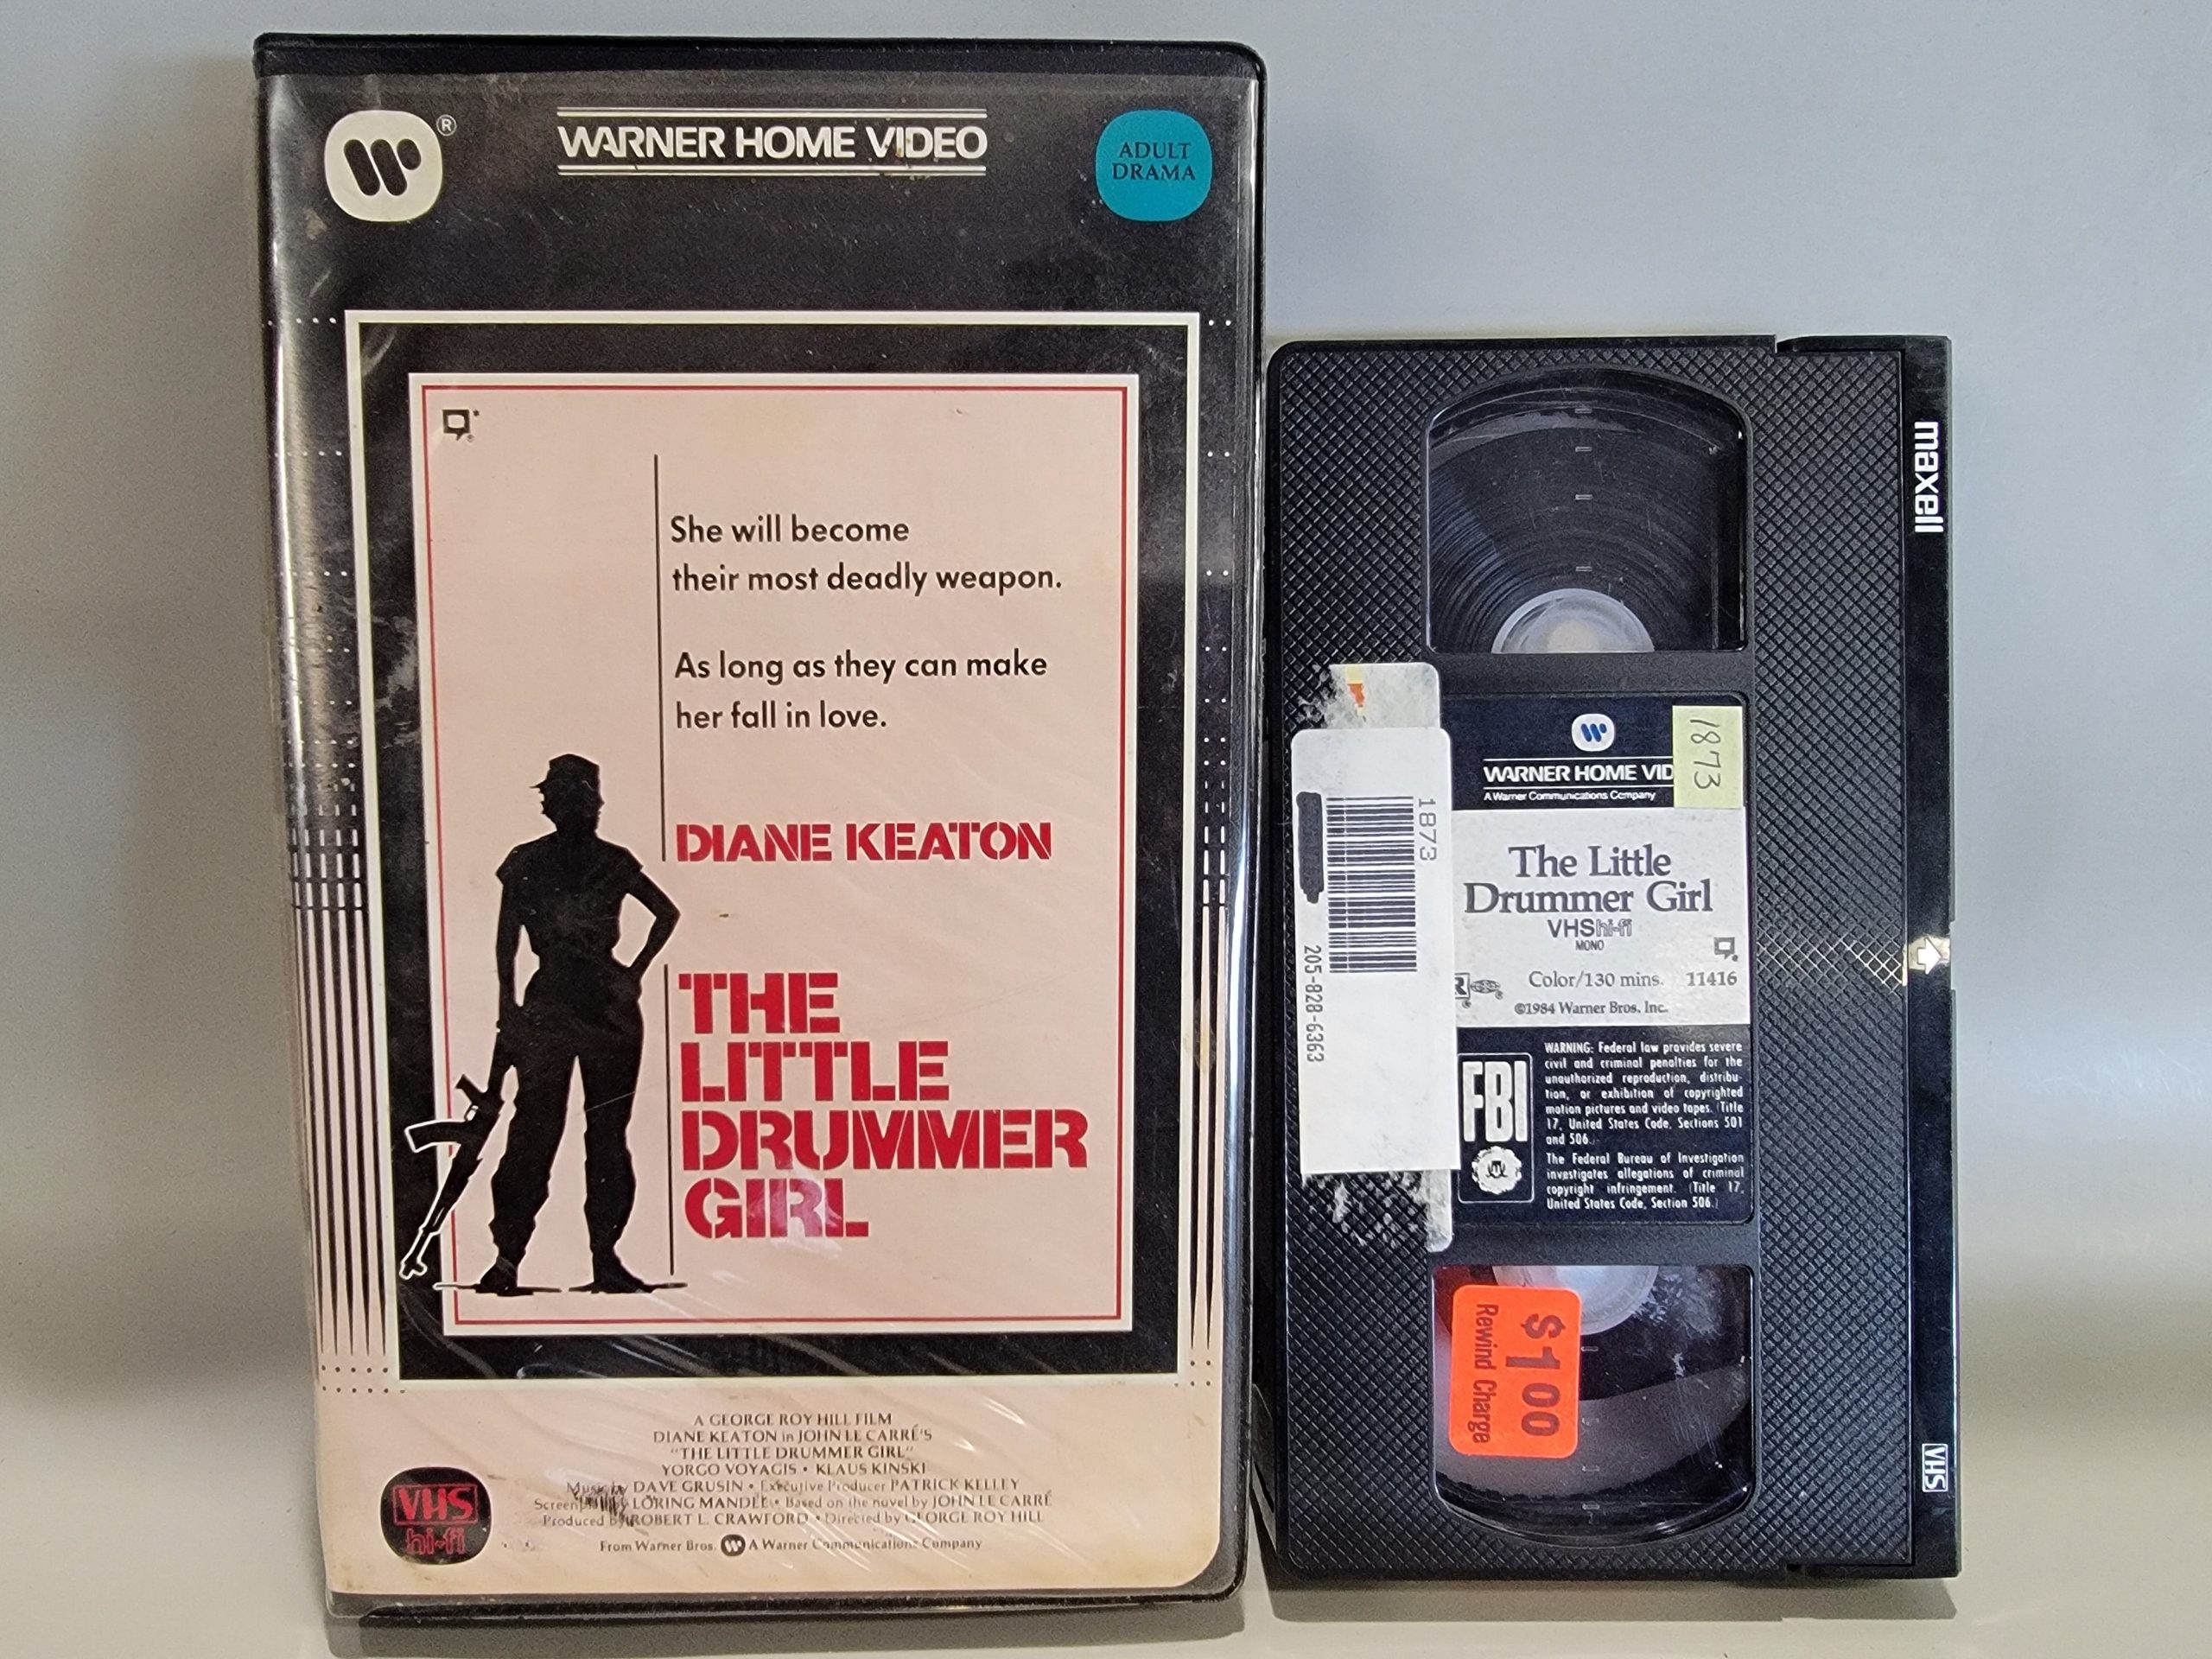 WARNER HOME VIDEO
ADULT
DRAMA
She will become
their most deadly weapon.
As long as they can make
her fall in love.
DIANE KEATON
THE
LITTLE
DRUMMER
GIRL
A GEORGE ROY HILL FILM
DIANE KEATON in JOHN LE CARRÉ'S
"THE LITTLE DRUMMER GIRL"
YORGO VOYAGIS • KLAUS KINSKI
Music by DAVE GRUSIN • Executive Producer PATRICK KELLEY
LORING MANDEL • Based on the novel by JOHN LE CARRÉ
Produced by ROBERT L. CRAWFORD • Directed by GEORGE ROY HILL
From Warner Bros. A Warner Communications Company
VHS
hi-fi
maxell
VHS
WARNER HOME VID
A Warner Communications Company
1873
The Little
Drummer Girl
VHS hi-fi
MONO
Color/130 mins. 11416
©1984 Warner Bros. Inc.
R
FBI
WARNING: Federal law provides severe
civil and criminal penalties for the
unauthorized reproduction, distribu-
tion, or exhibition of copyrighted
motion pictures and video tapes. (Title
17, United States Code, Sections 501
and 506.
The Federal Bureau of Investigation
investigates allegations of criminal
copyright infringement. (Title 17,
United States Code, Section 506.)
1873
205-828-6363
$1.00
Rewind Charge